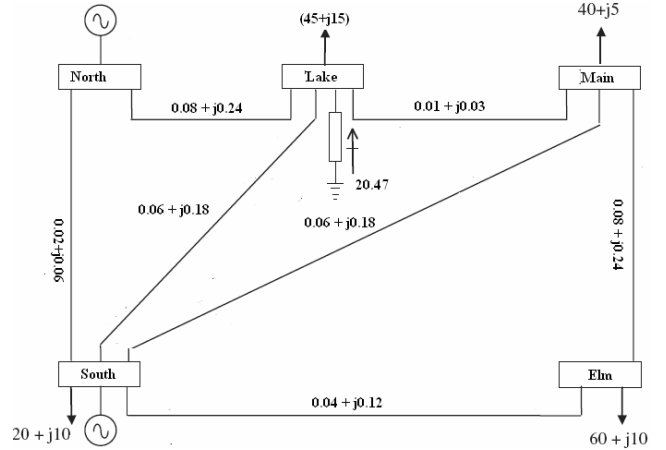 (45+j15)
40+j5
North
Lake
Main
0.08 + j0.24
0.01 + j0.03
20.47
0.06 + j0.18
0.06 + j0.18
0.02+j0.06
0.08 + j0.24
South
Elm
0.04 + j0.12
20 + j10
60 + j10